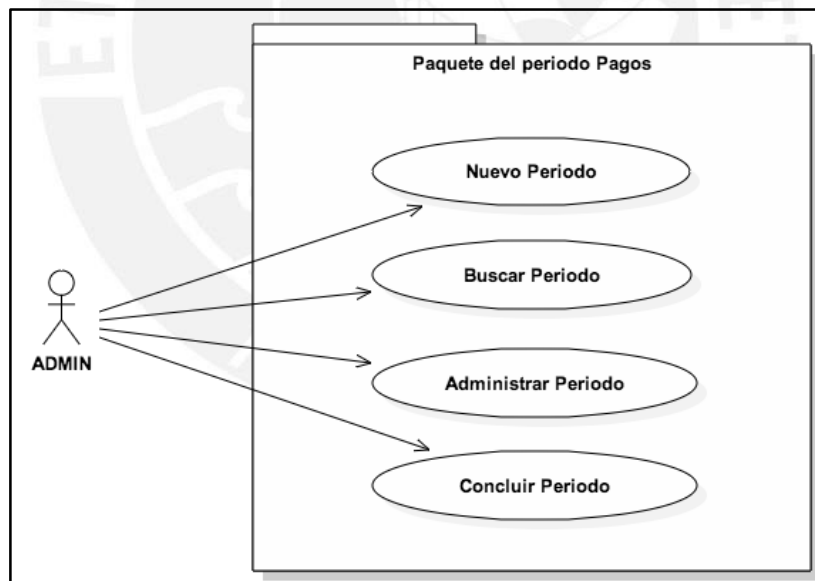 Paquete del periodo Pagos
Nuevo Periodo
Buscar Periodo
ADMIN
Administrar Periodo
Concluir Periodo